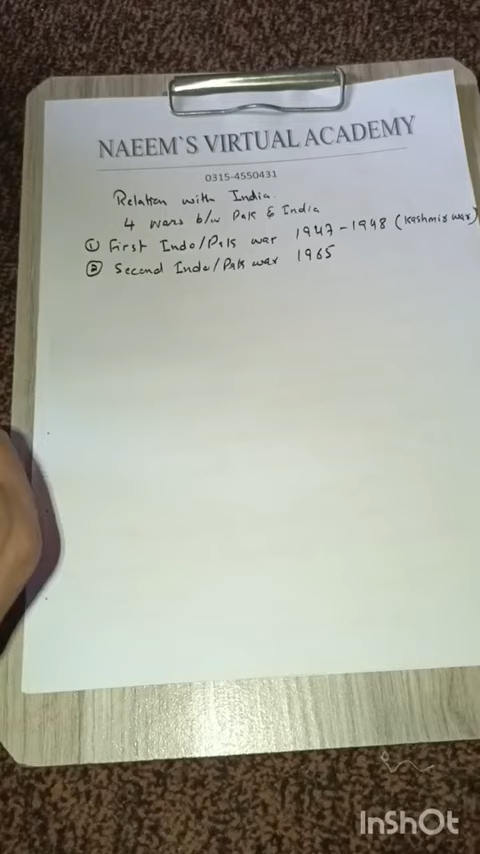 NAEEM`S VIRTUAL ACADEMY
0315-4550431
Relation with India.
4 wars b/w Pak & India
① First Indo/Pak war 1947-1948 (Kashmir war)
② Second Indo/Pak war 1965
InShOt